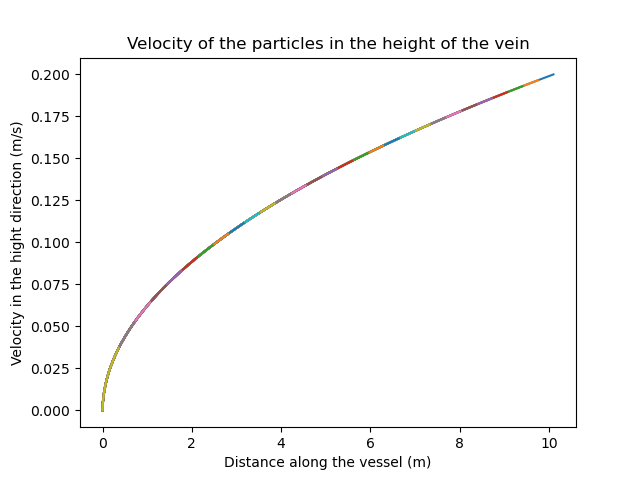 Velocity of the particles in the height of the vein
Velocity in the hight direction (m/s)
0.200
0.175
0.150
0.125
0.100
0.075
0.050
0.025
0.000
0 2 4 6 8 10
Distance along the vessel (m)